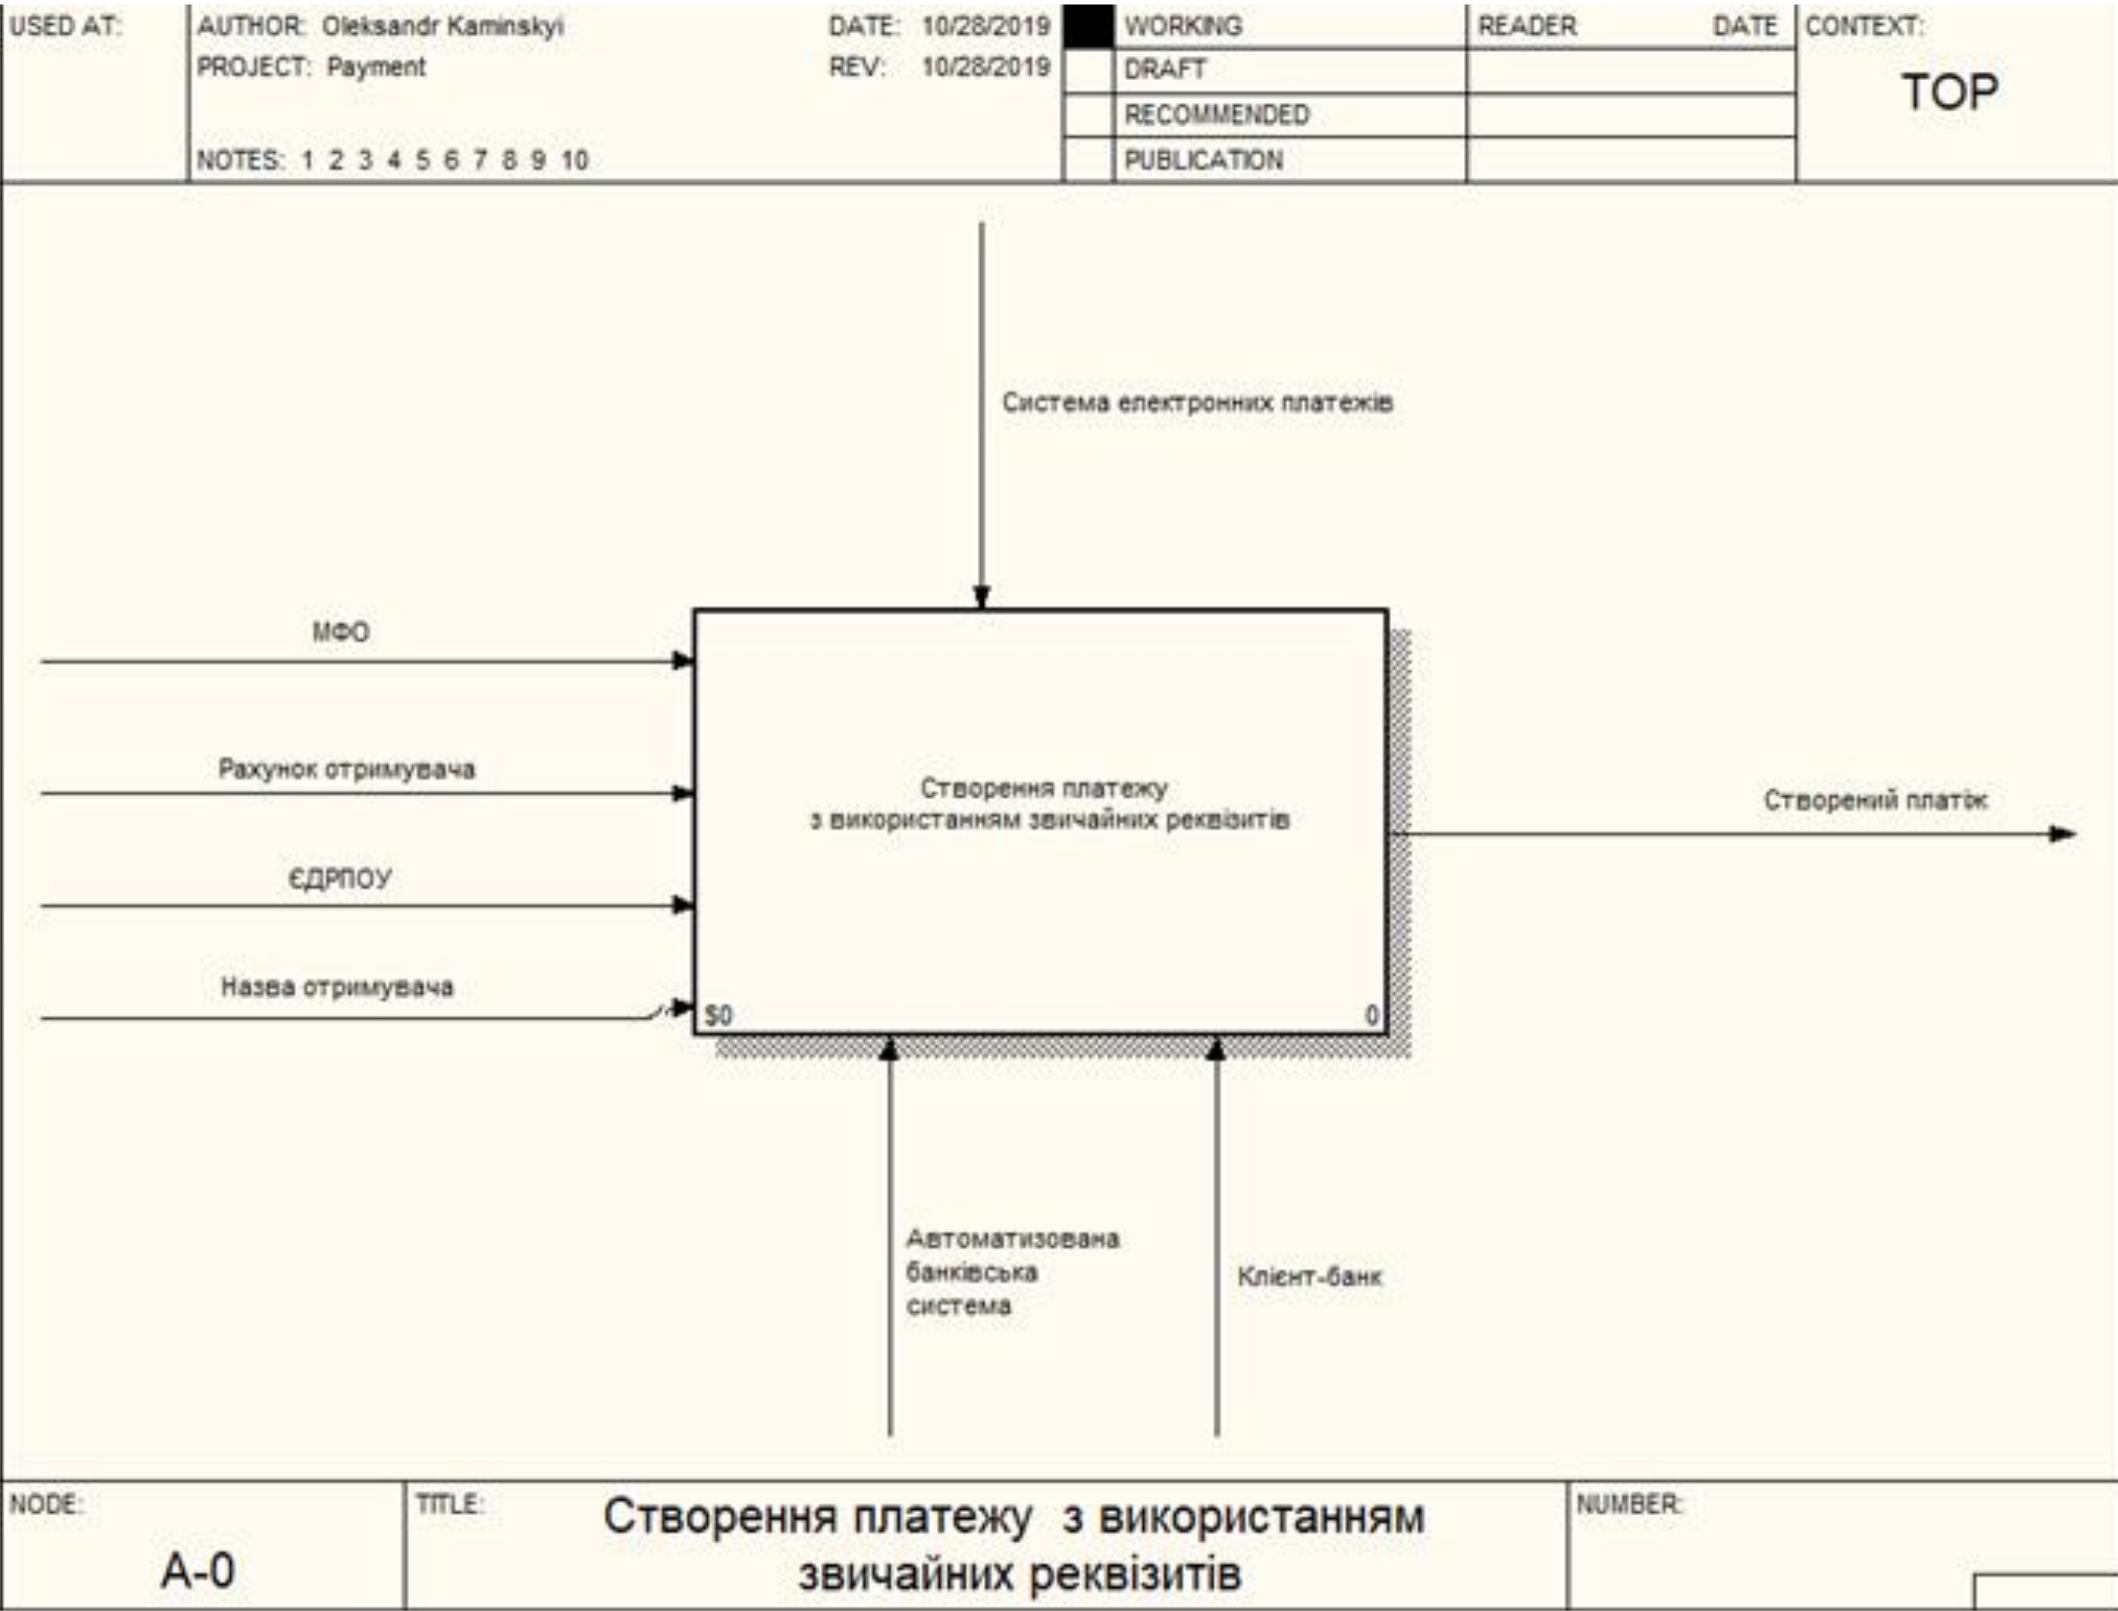 USED AT:
AUTHOR: Oleksandr Kaminskyi
DATE: 10/28/2019
PROJECT: Payment
REV: 10/28/2019
NOTES: 1 2 3 4 5 6 7 8 9 10
WORKING
DRAFT
RECOMMENDED
PUBLICATION
READER DATE
CONTEXT:
TOP
Система електронних платежів
МФО
Рахунок отримувача
ЄДРПОУ
Назва отримувача
Створення платежу
з використанням звичайних реквізитів
$0
0
Створений платіж
Автоматизована
банківська
система
Клієнт-банк
NODE:
A-0
TITLE:
Створення платежу з використанням
звичайних реквізитів
NUMBER: